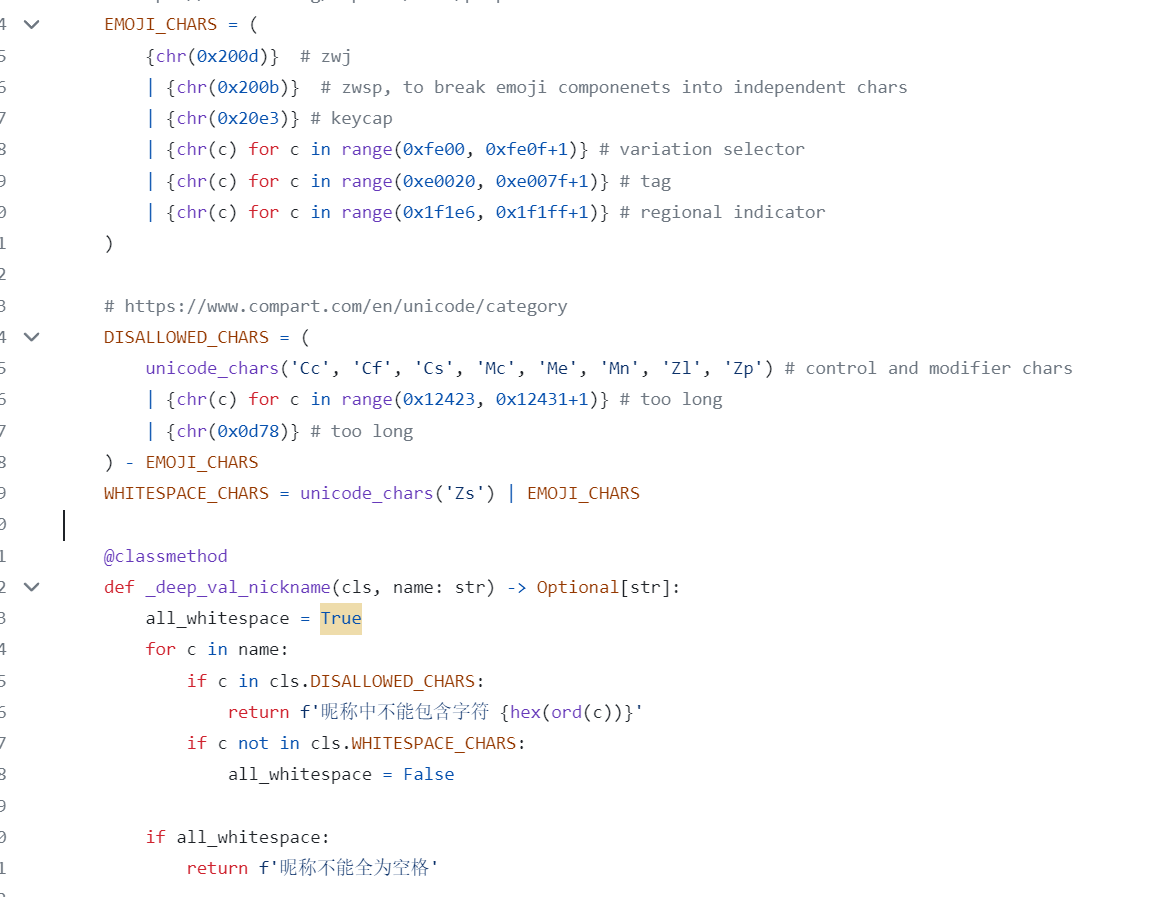 4 EMOJI_CHARS = (
5 {chr(0x200d)} # zwj
6 | {chr(0x200b)} # zwsp, to break emoji componenets into independent chars
7 | {chr(0x20e3)} # keycap
8 | {chr(c) for c in range(0xfe00, 0xfe0f+1)} # variation selector
9 | {chr(c) for c in range(0xe0020, 0xe007f+1)} # tag
0 | {chr(c) for c in range(0x1f1e6, 0x1f1ff+1)} # regional indicator
1 )
2
3 # https://www.compart.com/en/unicode/category
4 DISALLOWED_CHARS = (
5 unicode_chars('Cc', 'Cf', 'Cs', 'Mc', 'Me', 'Mn', 'Zl', 'Zp') # control and modifier chars
6 | {chr(c) for c in range(0x12423, 0x12431+1)} # too long
7 | {chr(0x0d78)} # too long
8 ) - EMOJI_CHARS
9 WHITESPACE_CHARS = unicode_chars('Zs') | EMOJI_CHARS
0
1 @classmethod
2 def _deep_val_nickname(cls, name: str) -> Optional[str]:
3 all_whitespace = True
4 for c in name:
5 if c in cls.DISALLOWED_CHARS:
6 return f'昵称中不能包含字符 {hex(ord(c))}'
7 if c not in cls.WHITESPACE_CHARS:
8 all_whitespace = False
9
0 if all_whitespace:
1 return f'昵称不能全为空格'